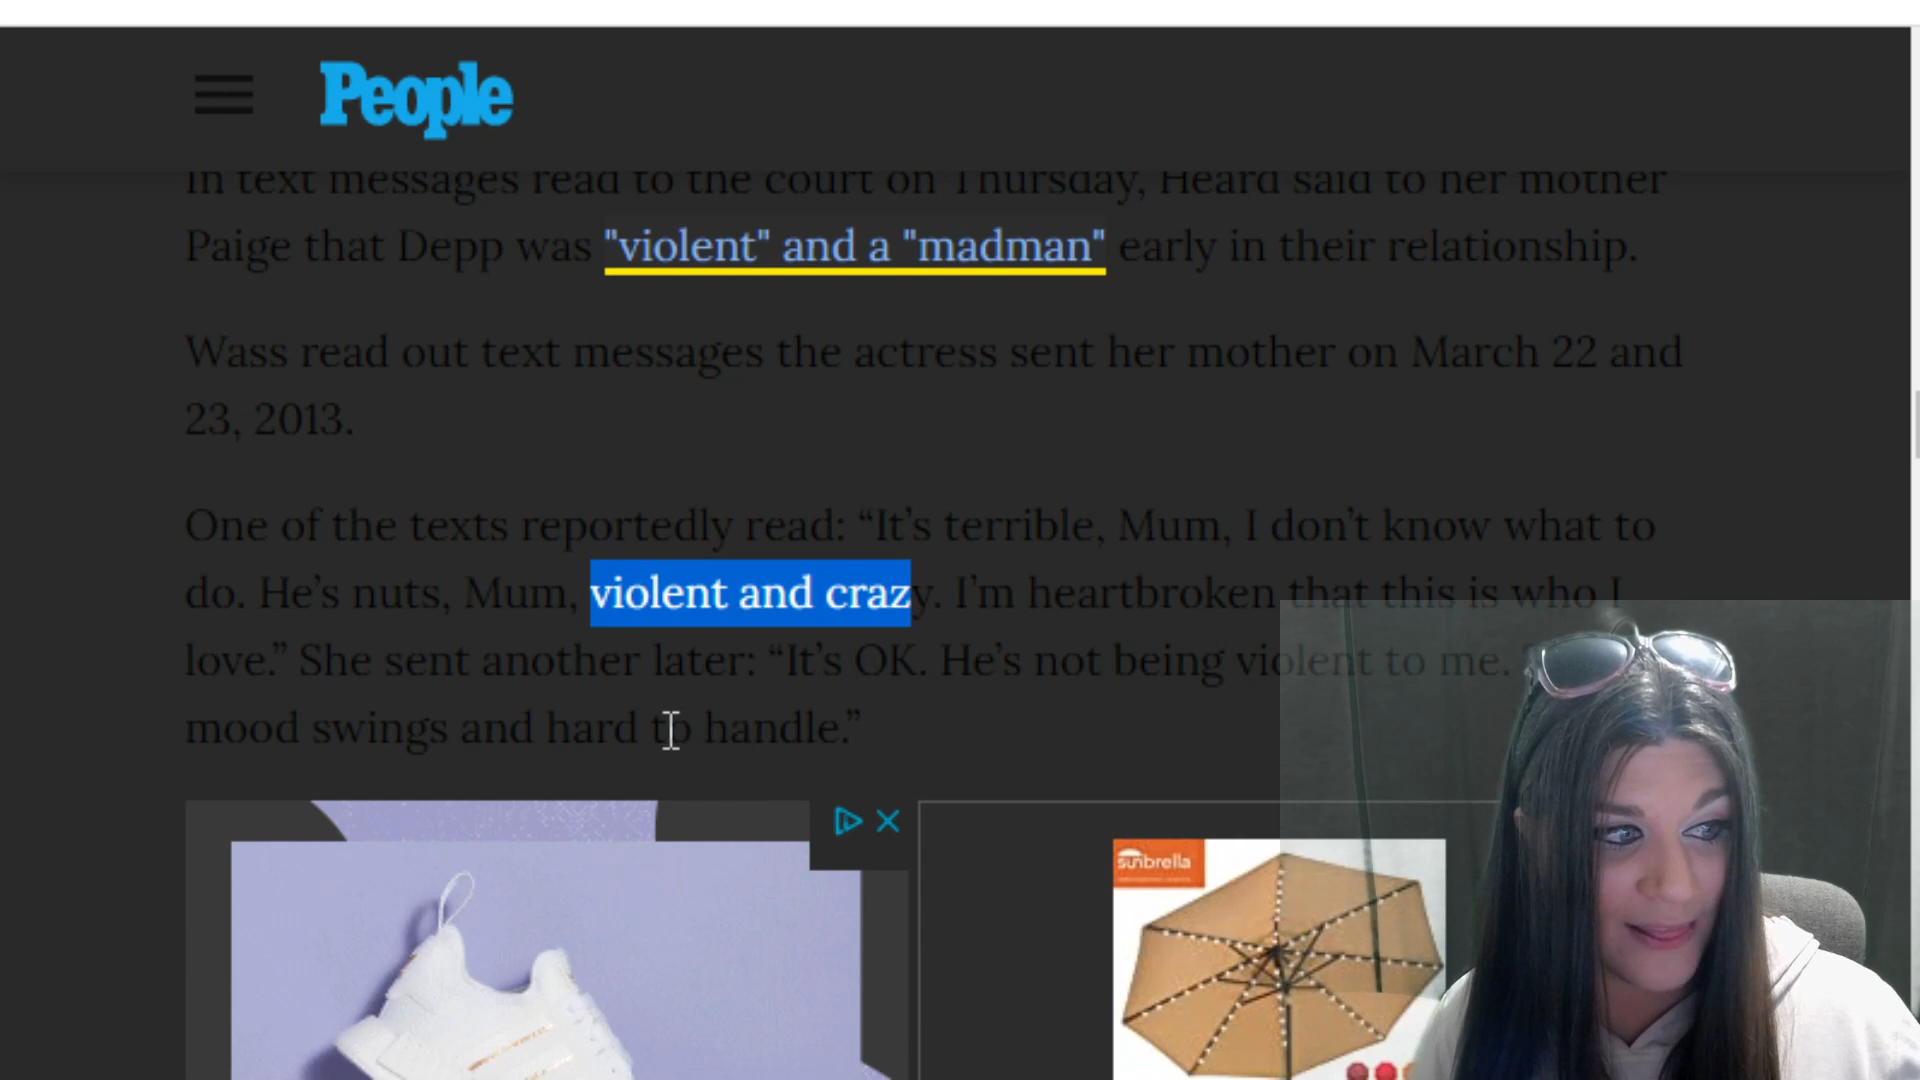 People
In text messages read to the court on Thursday, Heard said to her mother
Paige that Depp was "violent" and a "madman" early in their relationship.
Wass read out text messages the actress sent her mother on March 22 and
23, 2013.
One of the texts reportedly read: “It’s terrible, Mum, I don’t know what to
do. He’s nuts, Mum, violent and crazy. I’m heartbroken that this is who I
love.” She sent another later: “It’s OK. He’s not being violent to me.
mood swings and hard to handle.”
sunbrella